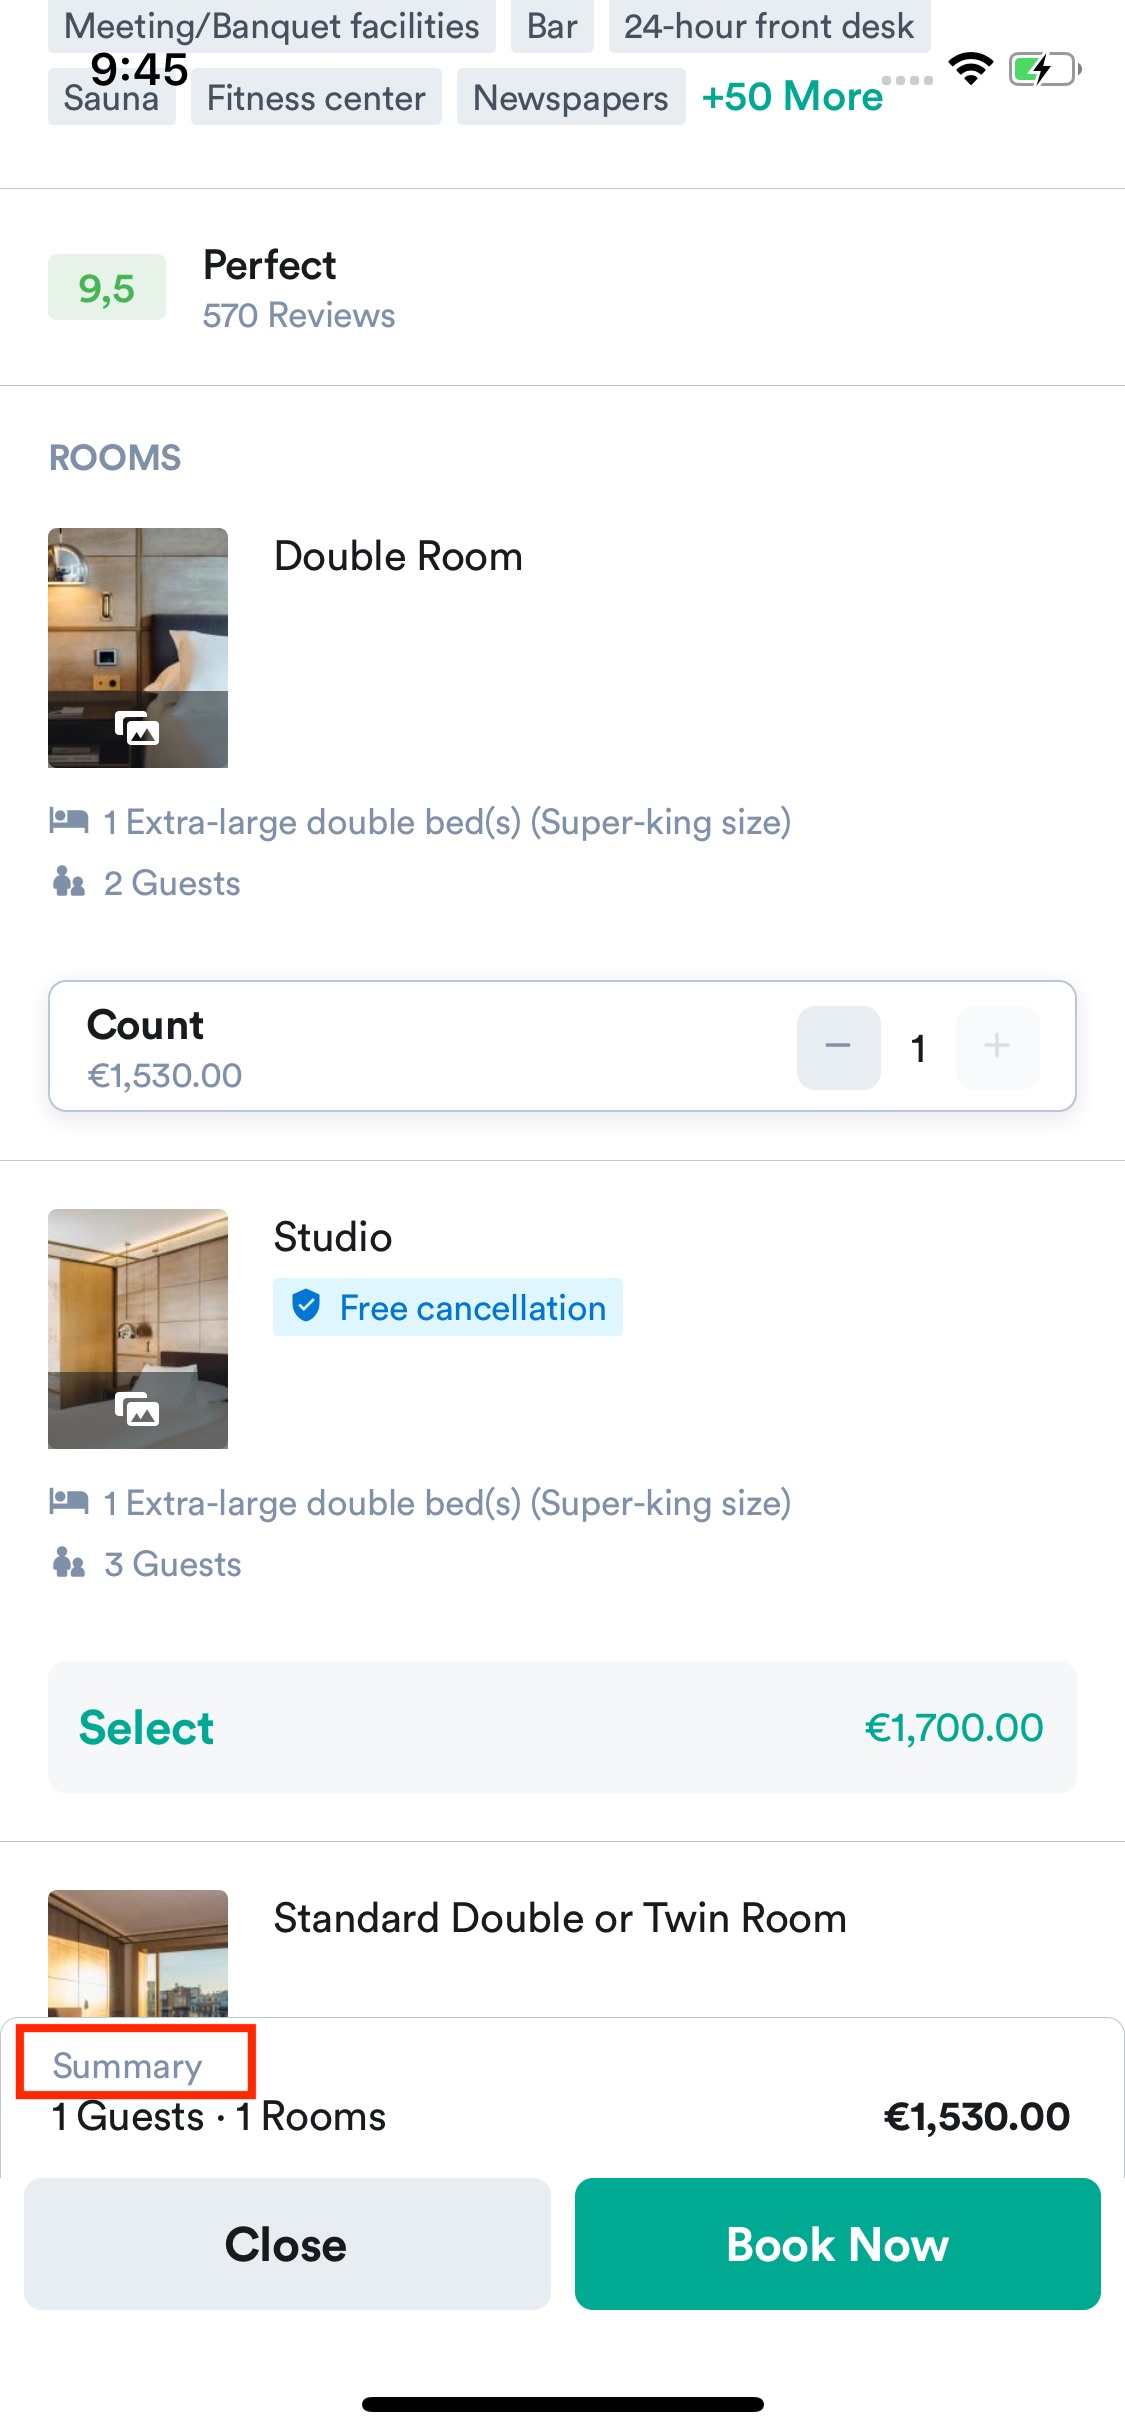 Meeting/Banquet facilities Bar 24-hour front desk
9:45
Sauna Fitness center Newspapers +50 More
9,5
Perfect
570 Reviews
ROOMS
Double Room
1 Extra-large double bed(s) (Super-king size)
2 Guests
Count
€1,530.00
1
Studio
Free cancellation
1 Extra-large double bed(s) (Super-king size)
3 Guests
Select €1,700.00
Standard Double or Twin Room
Summary
1 Guests · 1 Rooms €1,530.00
Close Book Now